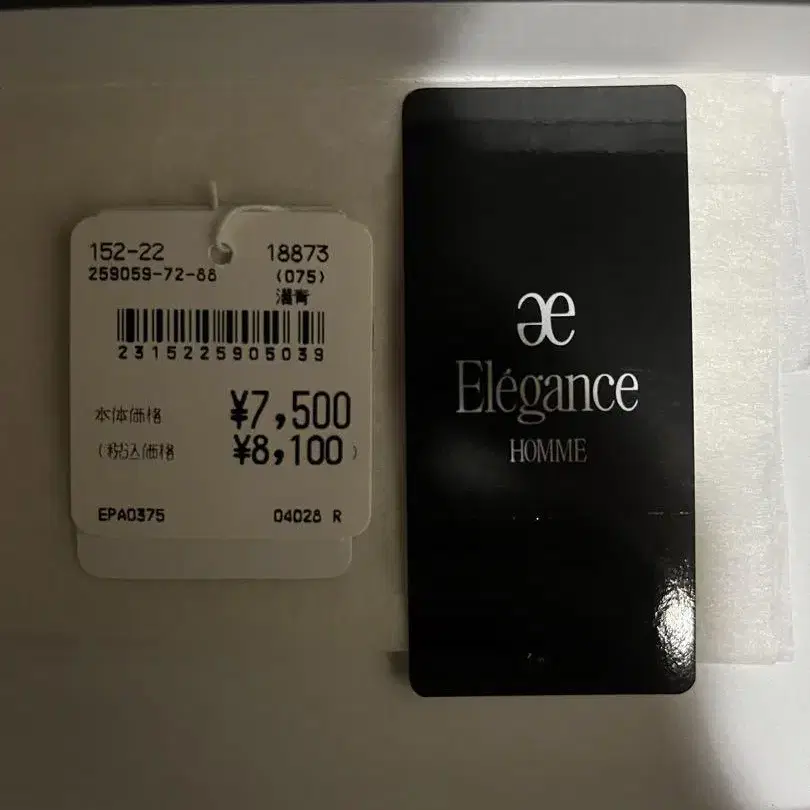 152-22 18873
259059-72-88 (075)
濃青
2315225905039
本体価格 ¥7,500
(税込価格 ¥8,100)
EPA0375 04028 R
æ
Elégance
HOMME